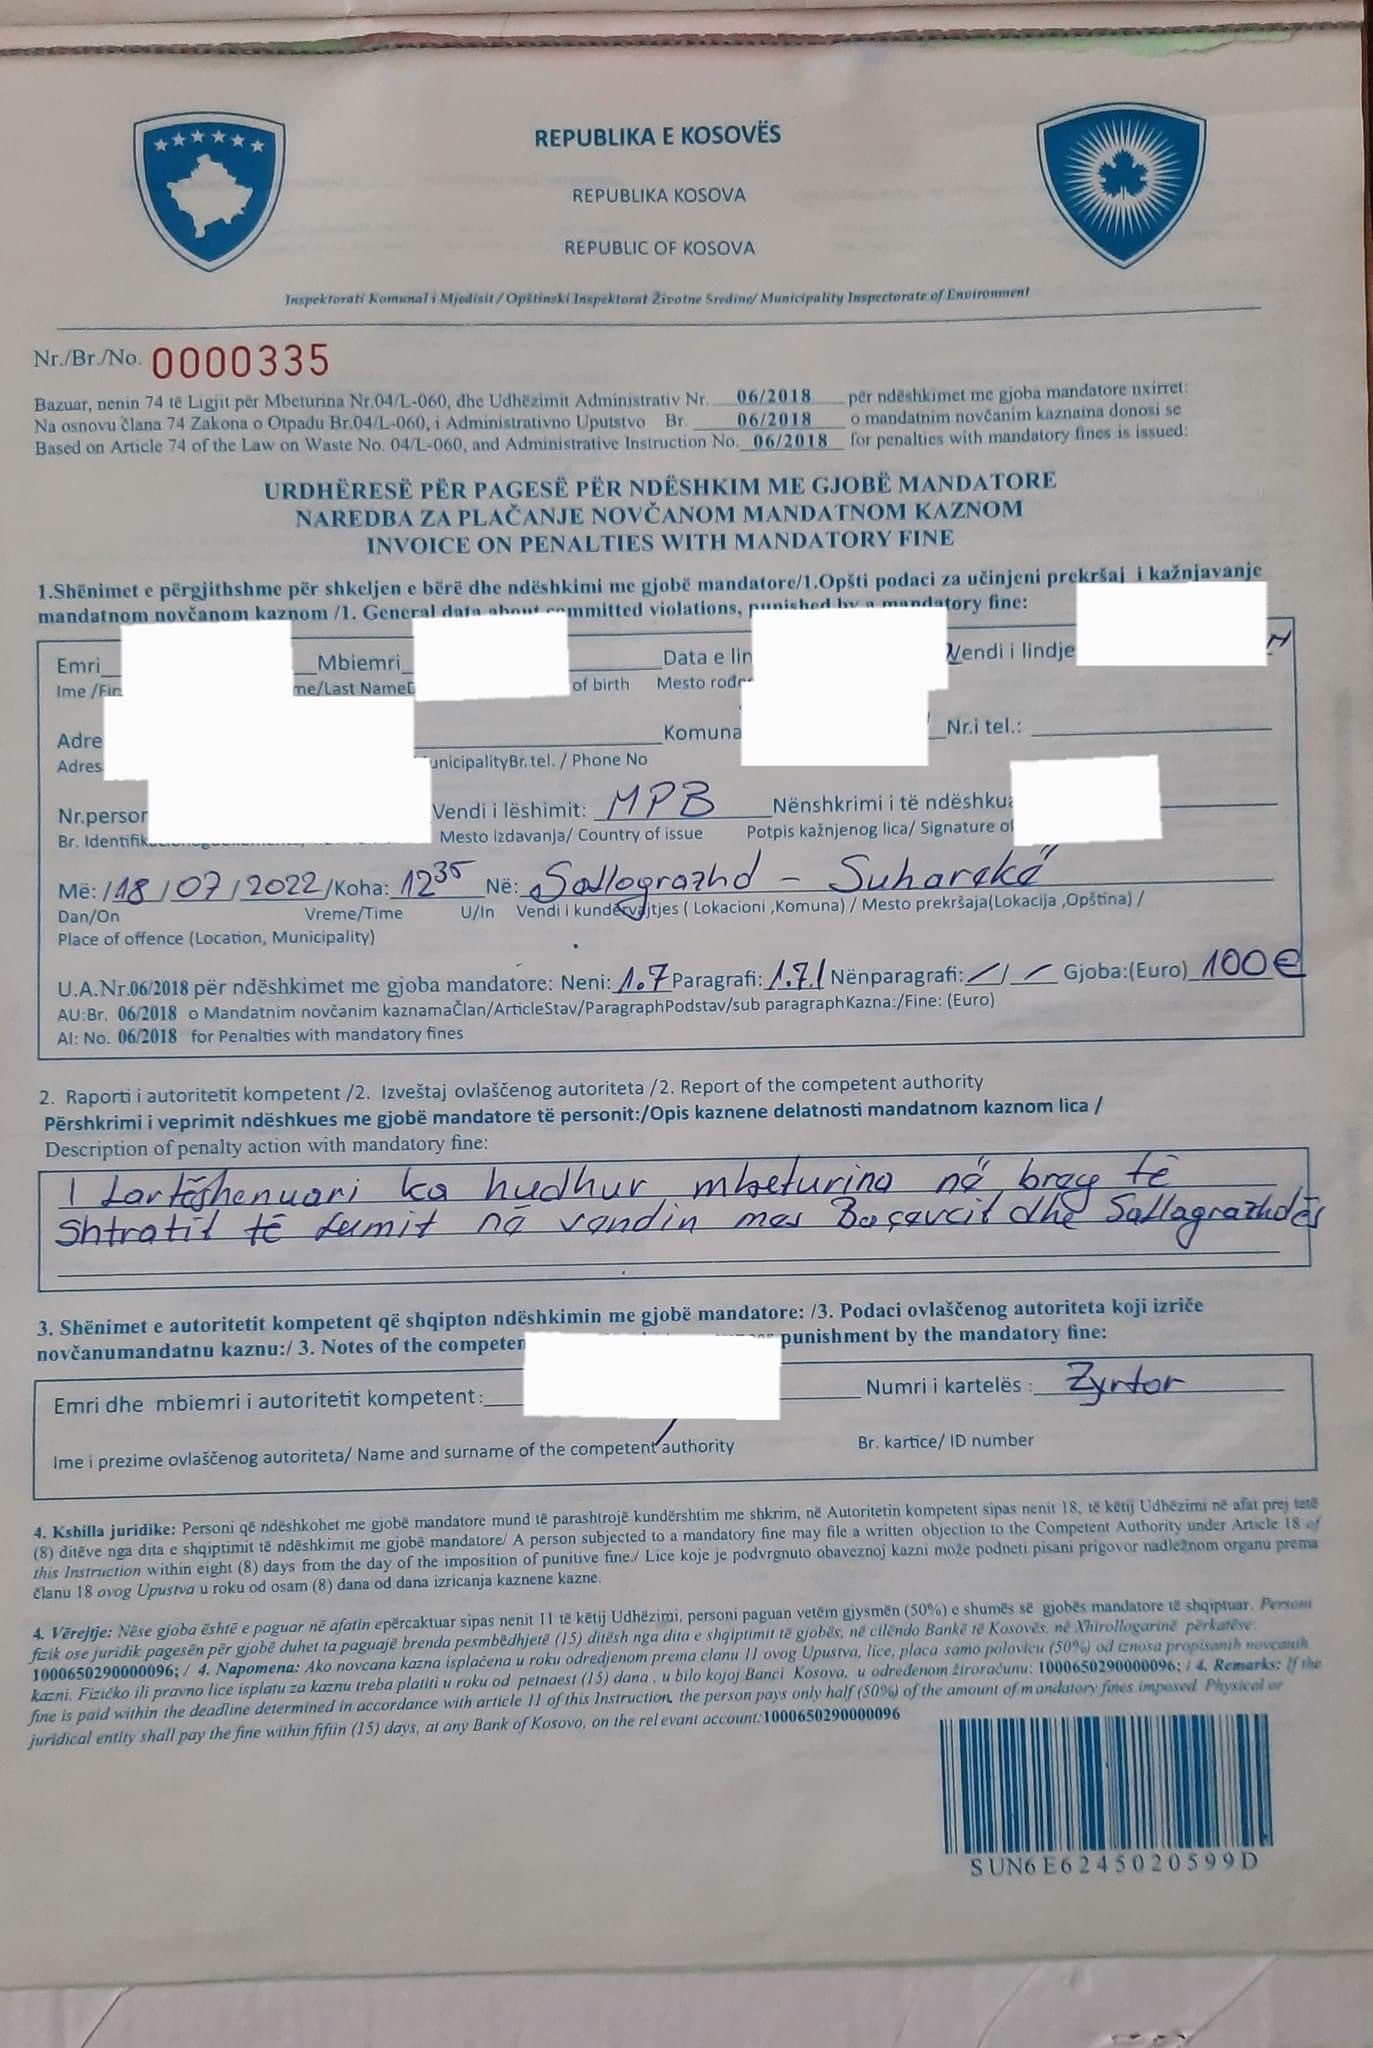 REPUBLIKA E KOSOVËS
REPUBLIKA KOSOVA
REPUBLIC OF KOSOVA
Inspektorati Komunal i Mjedisit / Opštinski Inspektorat Životne Sredine/ Municipality Inspectorate of Environment
Nr./Br./No. 0000335
Bazuar, nenin 74 të Ligjit për Mbeturina Nr.04/L-060, dhe Udhëzimit Administrativ Nr. 06/2018 për ndëshkimet me gjoba mandatore nxirret:
Na osnovu člana 74 Zakona o Otpadu Br.04/L-060, i Administrativno Uputstvo Br. 06/2018 o mandatnim novčanim kaznaina donosi se
Based on Article 74 of the Law on Waste No. 04/L-060, and Administrative Instruction No. 06/2018 for penalties with mandatory fines is issued:
URDHËRESË PËR PAGESË PËR NDËSHKIM ME GJOBË MANDATORE
NAREDBA ZA PLAČANJE NOVČANOM MANDATNOM KAZNOM
INVOICE ON PENALTIES WITH MANDATORY FINE
1.Shënimet e përgjithshme për shkeljen e bërë dhe ndëshkimi me gjobë mandatore/1.Opšti podaci za učinjeni prekršaj i kažnjavanje
mandatnom novčanom kaznom /1. General data about committed violations, punished by a mandatory fine:
Emri Mbiemri Data e lin Vendi i lindje
Ime /Fir me/Last Name of birth Mesto rođe
Adre Komuna Nr.i tel.:
Adres unicipalityBr. tel. / Phone No
Nr.person Vendi i lëshimit: MPB Nënshkrimi i të ndëshkua
Br. Identifik Mesto izdavanja/ Country of issue Potpis kažnjenog lica/ Signature of
Më: /18/07/2022/Koha: 12 35 Në: Sallograzhd - Suharekë
Dan/On Vreme/Time U/In Vendi i kundërvajtjes ( Lokacioni ,Komuna) / Mesto prekršaja(Lokacija ,Opština) /
Place of offence (Location, Municipality)
U.A.Nr.06/2018 për ndëshkimet me gjoba mandatore: Neni: 1.7 Paragrafi: 1.7.1 Nënparagrafi: / / Gjoba:(Euro) 100€
AU:Br. 06/2018 o Mandatnim novčanim kaznamaČlan/ArticleStav/ParagraphPodstav/sub paragraphKazna:/Fine: (Euro)
AI: No. 06/2018 for Penalties with mandatory fines
2. Raporti i autoritetit kompetent /2. Izveštaj ovlaščenog autoriteta /2. Report of the competent authority
Përshkrimi i veprimit ndëshkues me gjobë mandatore të personit:/Opis kaznene delatnosti mandatnom kaznom lica /
Description of penalty action with mandatory fine:
I lartëshenuari ka hudhur mbeturina në breg të
shtratit të lumit në vendin mes Boçavcit dhe Sallagrazhdës
3. Shënimet e autoritetit kompetent që shqipton ndëshkimin me gjobë mandatore: /3. Podaci ovlaščenog autoriteta koji izriče
novčanumandatnu kaznu:/ 3. Notes of the competen punishment by the mandatory fine:
Emri dhe mbiemri i autoritetit kompetent: Numri i kartelës : Zyrtar
Ime i prezime ovlaščenog autoriteta/ Name and surname of the competent authority Br. kartice/ ID number
4. Kshilla juridike: Personi që ndëshkohet me gjobë mandatore mund të parashtrojë kundërshtim me shkrim, në Autoritetin kompetent sipas nenit 18, të këtij Udhëzimi në afat prej tetë
(8) ditëve nga dita e shqiptimit të ndëshkimit me gjobë mandatore/ A person subjected to a mandatory fine may file a written objection to the Competent Authority under Article 18 of
this Instruction within eight (8) days from the day of the imposition of punitive fine./ Lice koje je podvrgnuto obaveznoj kazni može podneti pisani prigovor nadležnom organu prema
članu 18 ovog Upustva u roku od osam (8) dana od dana izricanja kaznene kazne.
4. Vërejtje: Nëse gjoba është e paguar në afatin epërcaktuar sipas nenit 11 të këtij Udhëzimi, personi paguan vetëm gjysmën (50%) e shumës së gjobës mandatore të shqiptuar. Personi
fizik ose juridik pagesën për gjobë duhet ta paguajë brenda pesmbëdhjetë (15) ditësh nga dita e shqiptimit të gjobës, në cilëndo Bankë të Kosovës, në Xhirollogarinë përkatëse:
1000650290000096; / 4. Napomena: Ako novcana kazna isplaćena u roku odredjenom prema clanu 11 ovog Upustva, lice, placa samo polovicu (50%) od iznosa propisanih novcanih
kazni. Fizičko ili pravno lice isplatu za kaznu treba platiti u roku od petnaest (15) dana , u bilo kojoj Banci Kosova, u određenom žiroračunu: 1000650290000096; / 4. Remarks: If the
fine is paid within the deadline determined in accordance with article 11 of this Instruction, the person pays only half (50%) of the amount of mandatory fines imposed. Physical or
juridical entity shall pay the fine within fiftin (15) days, at any Bank of Kosovo, on the relevant account:1000650290000096
SUN6E6245020599D